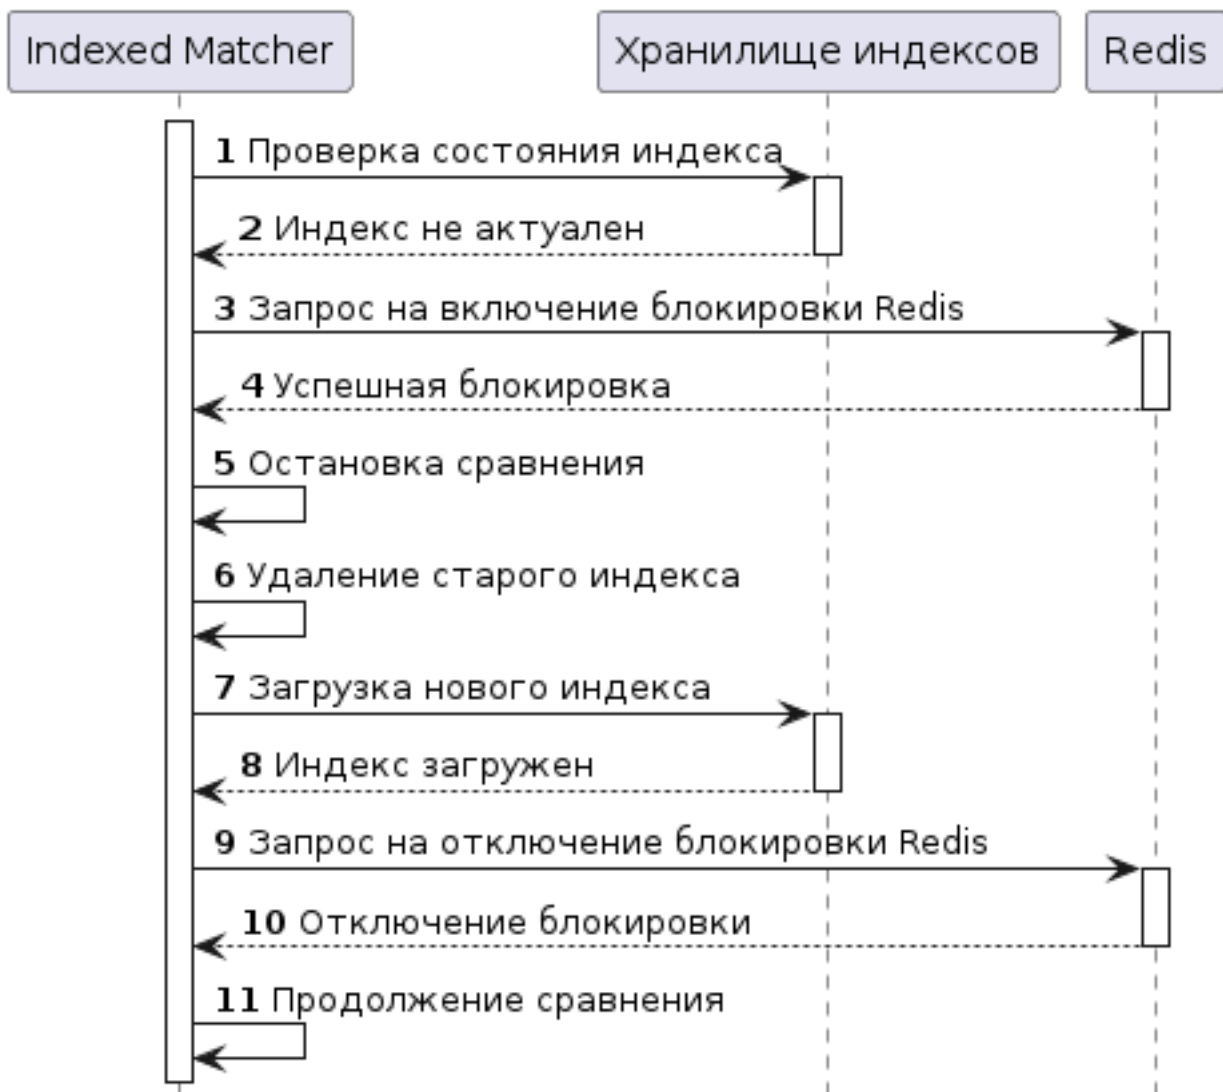 Indexed Matcher
Хранилище индексов
Redis
1 Проверка состояния индекса
2 Индекс не актуален
3 Запрос на включение блокировки Redis
4 Успешная блокировка
5 Остановка сравнения
6 Удаление старого индекса
7 Загрузка нового индекса
8 Индекс загружен
9 Запрос на отключение блокировки Redis
10 Отключение блокировки
11 Продолжение сравнения